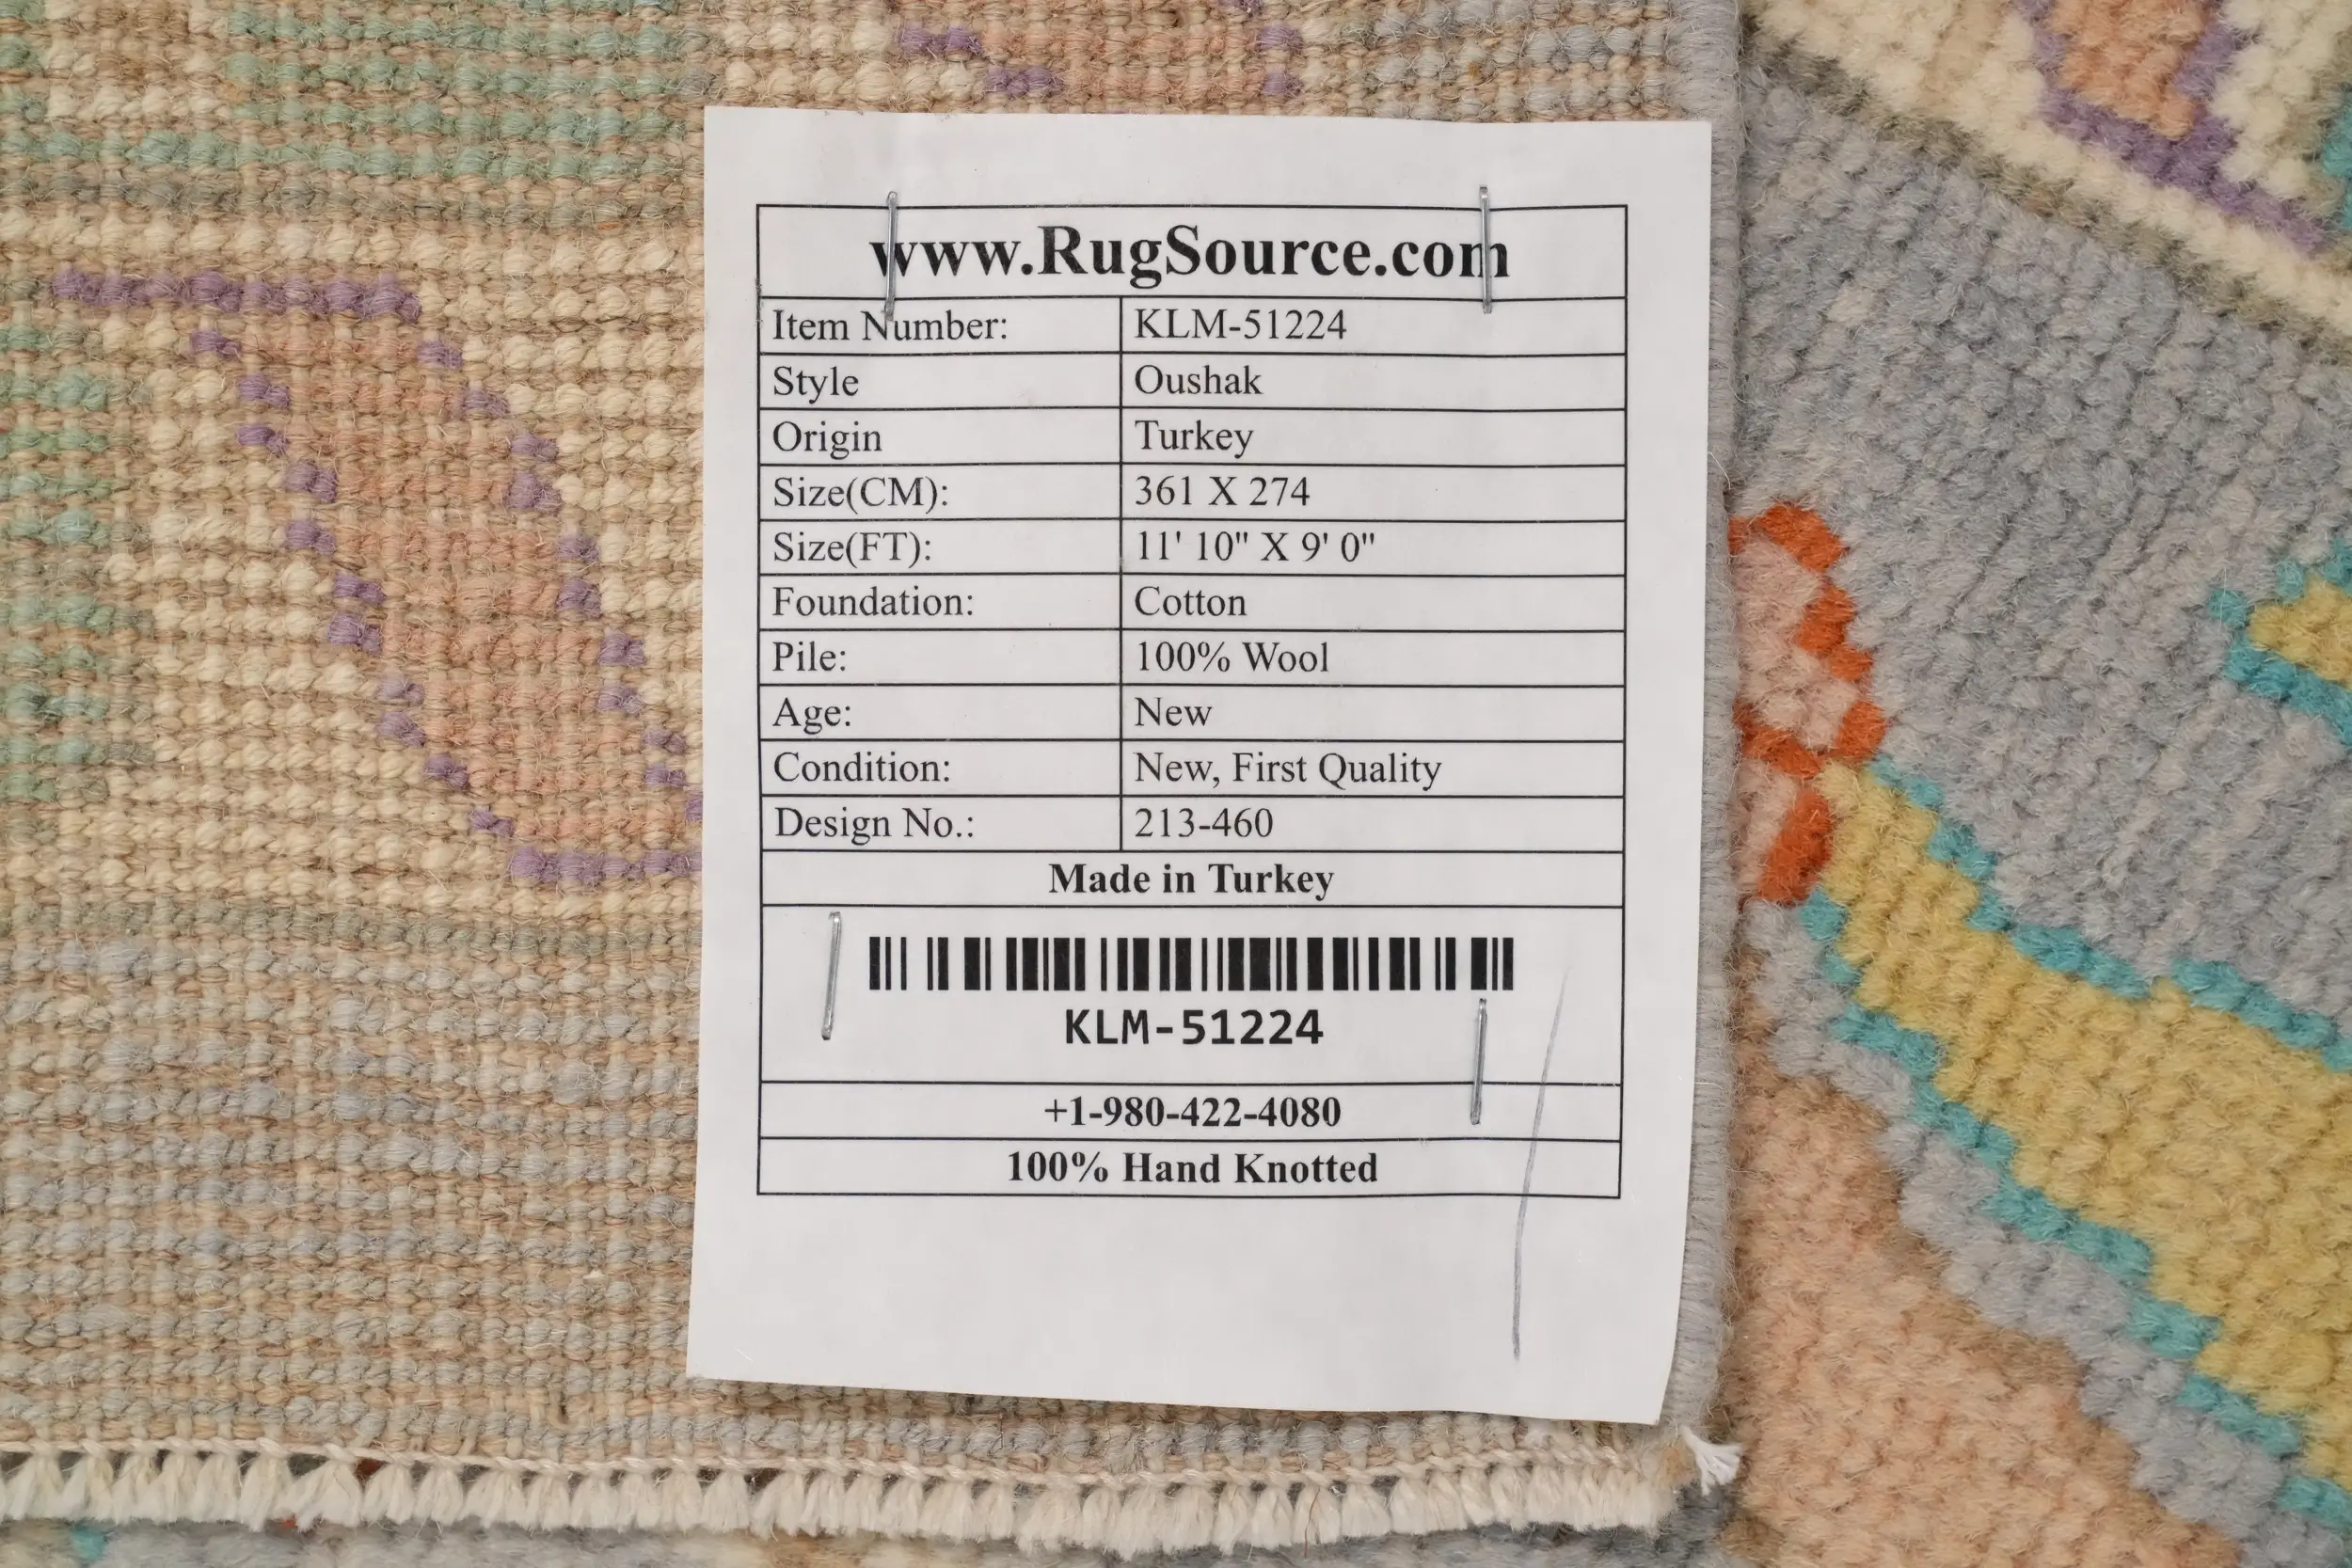 www.RugSource.com
Item Number: KLM-51224
Style Oushak
Origin Turkey
Size(CM): 361 X 274
Size(FT): 11' 10" X 9' 0"
Foundation: Cotton
Pile: 100% Wool
Age: New
Condition: New, First Quality
Design No.: 213-460
Made in Turkey
KLM-51224
+1-980-422-4080
100% Hand Knotted